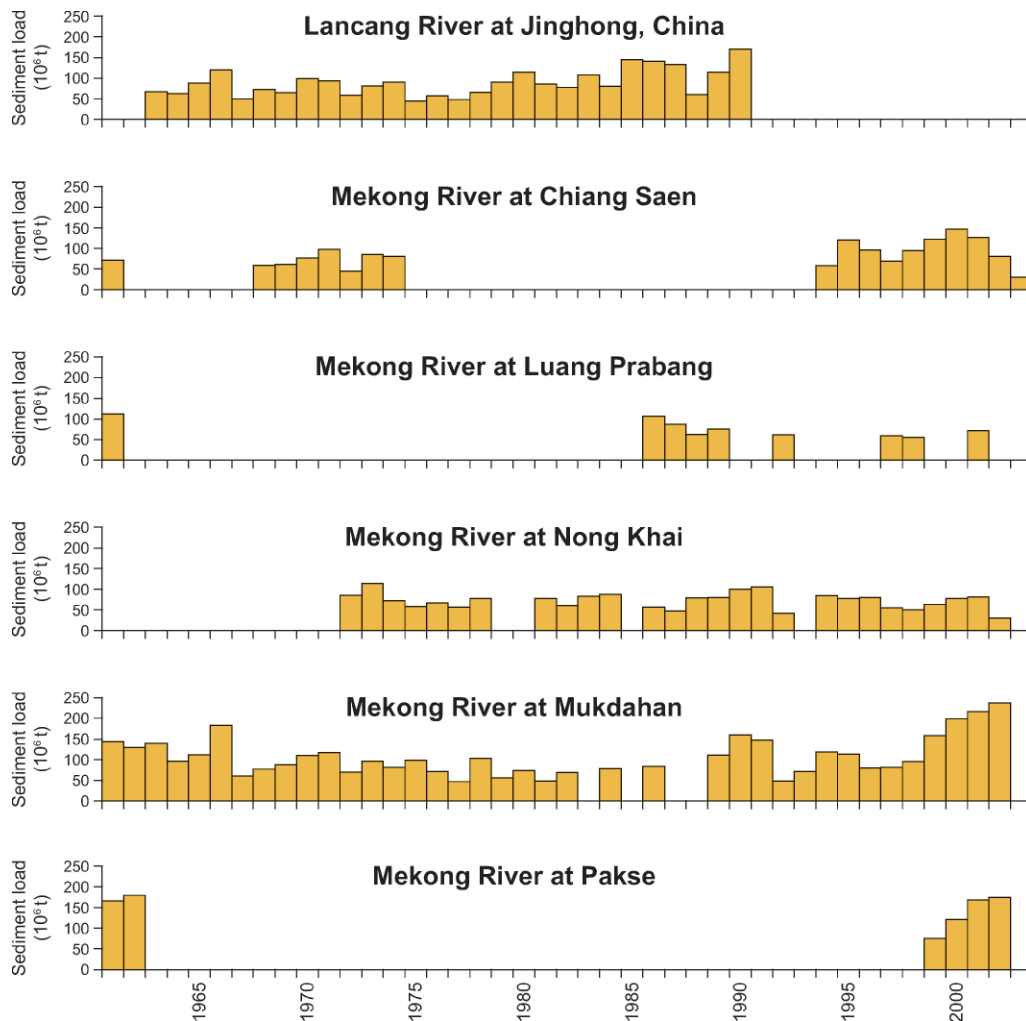 Lancang River at Jinghong, China
Sediment load
(10⁶ t)
250
200
150
100
50
0
Mekong River at Chiang Saen
Sediment load
(10⁶ t)
250
200
150
100
50
0
Mekong River at Luang Prabang
Sediment load
(10⁶ t)
250
200
150
100
50
0
Mekong River at Nong Khai
Sediment load
(10⁶ t)
250
200
150
100
50
0
Mekong River at Mukdahan
Sediment load
(10⁶ t)
250
200
150
100
50
0
Mekong River at Pakse
Sediment load
(10⁶ t)
250
200
150
100
50
0
1965 1970 1975 1980 1985 1990 1995 2000